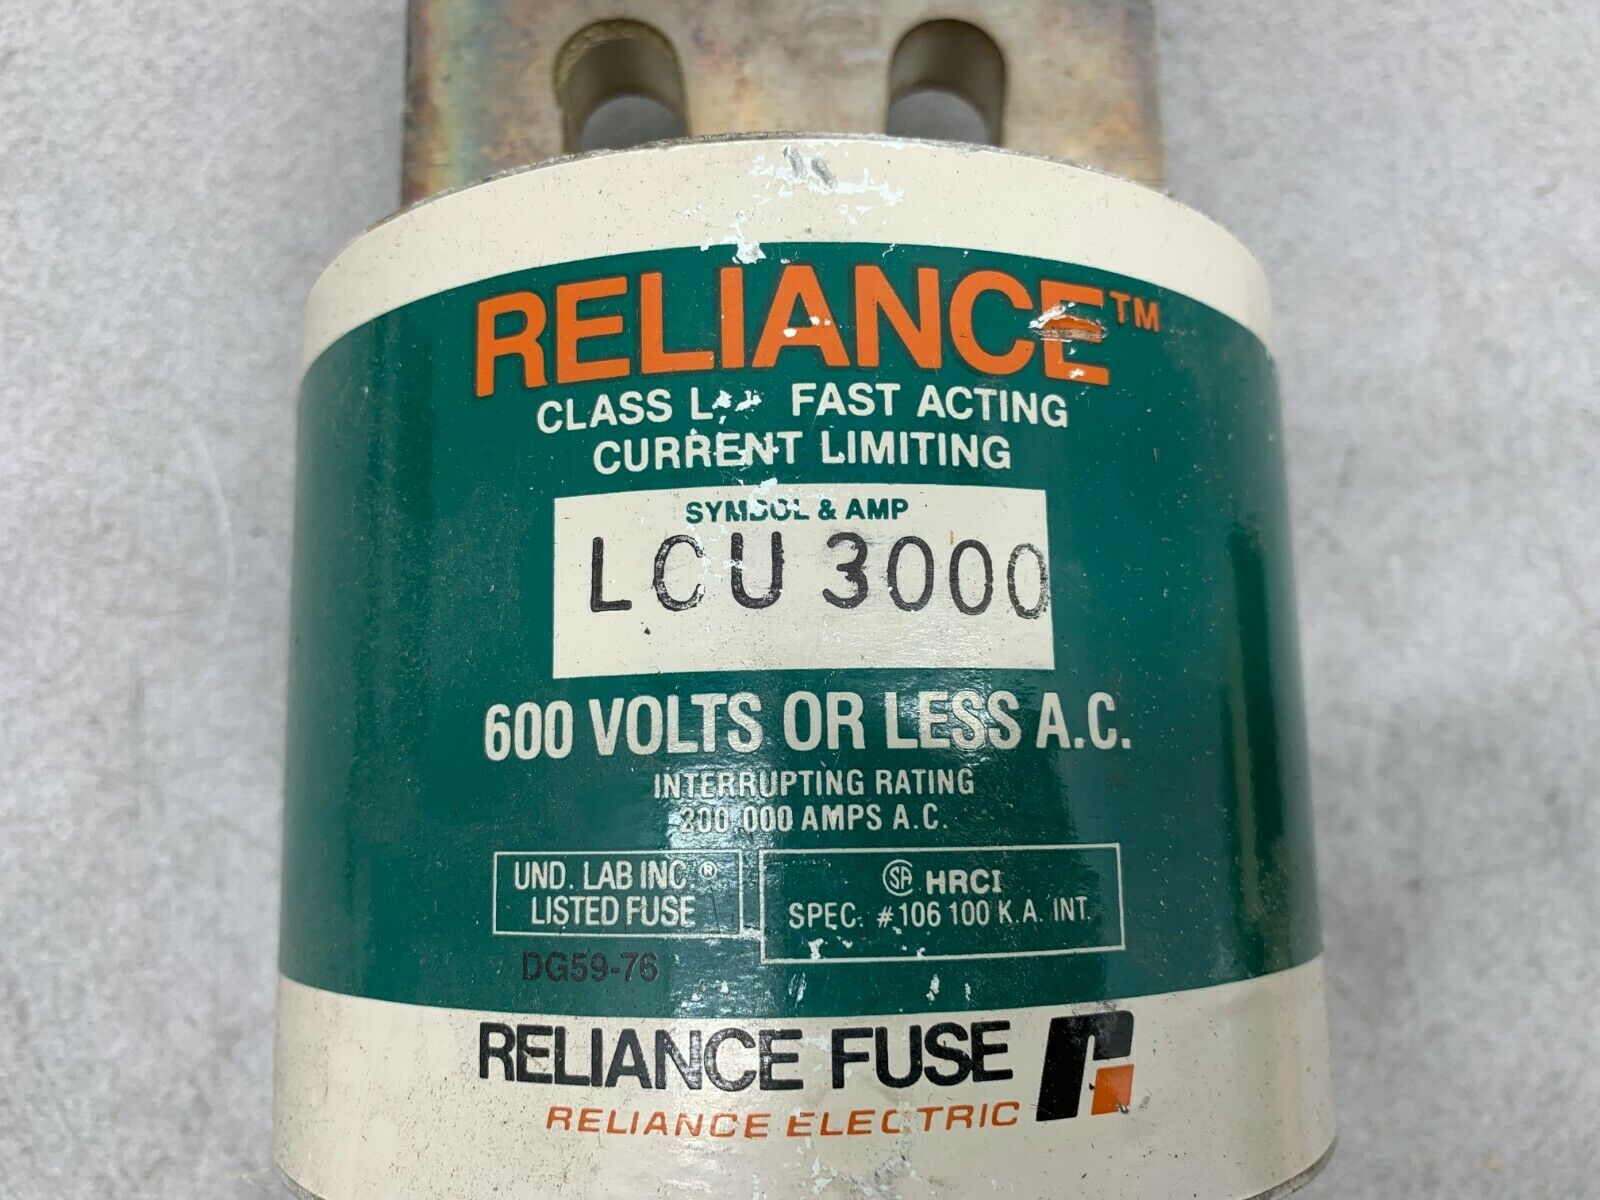 RELIANCE™
CLASS L FAST ACTING
CURRENT LIMITING
SYMBOL & AMP
LCU 3000
600 VOLTS OR LESS A.C.
INTERRUPTING RATING
200,000 AMPS A.C.
UND. LAB INC.®
LISTED FUSE
SA HRCI
SPEC. #106 100 K.A. INT.
DG59-76
RELIANCE FUSE
RELIANCE ELECTRIC